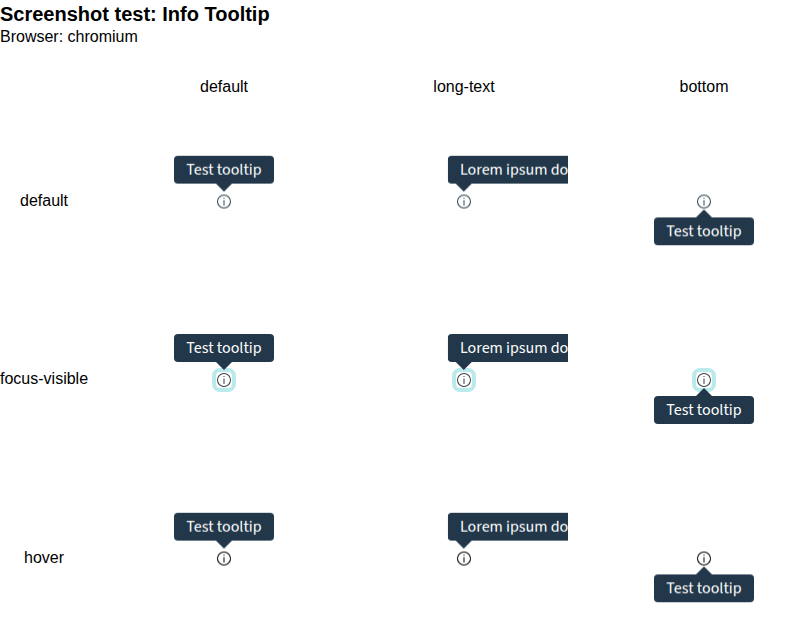 Screenshot test: Info Tooltip
Browser: chromium
default long-text bottom
Test tooltip Lorem ipsum do
default
Test tooltip
Test tooltip Lorem ipsum do
focus-visible
Test tooltip
Test tooltip Lorem ipsum do
hover
Test tooltip